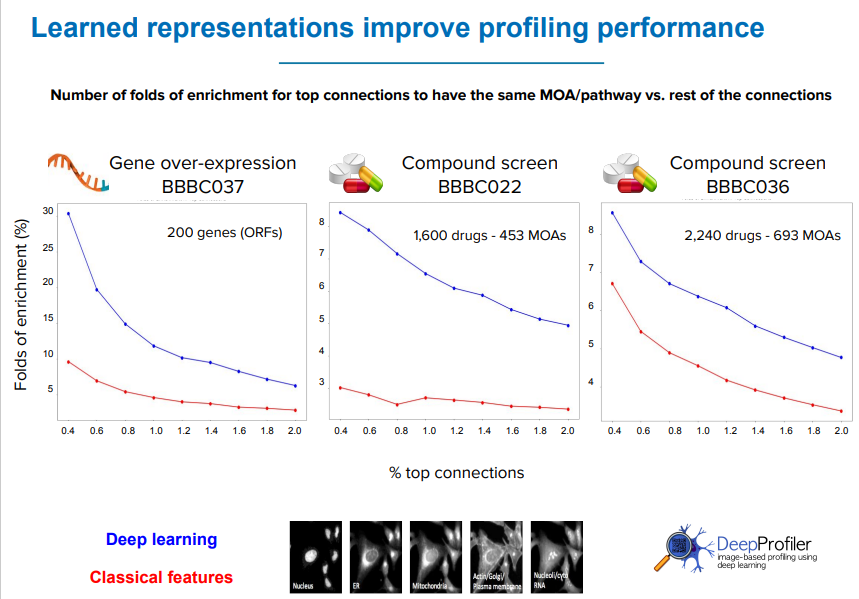 Learned representations improve profiling performance
Number of folds of enrichment for top connections to have the same MOA/pathway vs. rest of the connections
Gene over-expression
BBBC037
Compound screen
BBBC022
Compound screen
BBBC036
Folds of enrichment (%)
200 genes (ORFs)
30
25
20
15
10
5
0.4 0.6 0.8 1.0 1.2 1.4 1.6 1.8 2.0
1,600 drugs - 453 MOAs
8
7
6
5
4
3
0.4 0.6 0.8 1.0 1.2 1.4 1.6 1.8 2.0
2,240 drugs - 693 MOAs
8
7
6
5
4
0.4 0.6 0.8 1.0 1.2 1.4 1.6 1.8 2.0
% top connections
Deep learning
Classical features
Nucleus
ER
Mitochondria
Actin/Golgi/
Plasma membrane
Nucleoli/cyto
RNA
DeepProfiler
image-based profiling using
deep learning